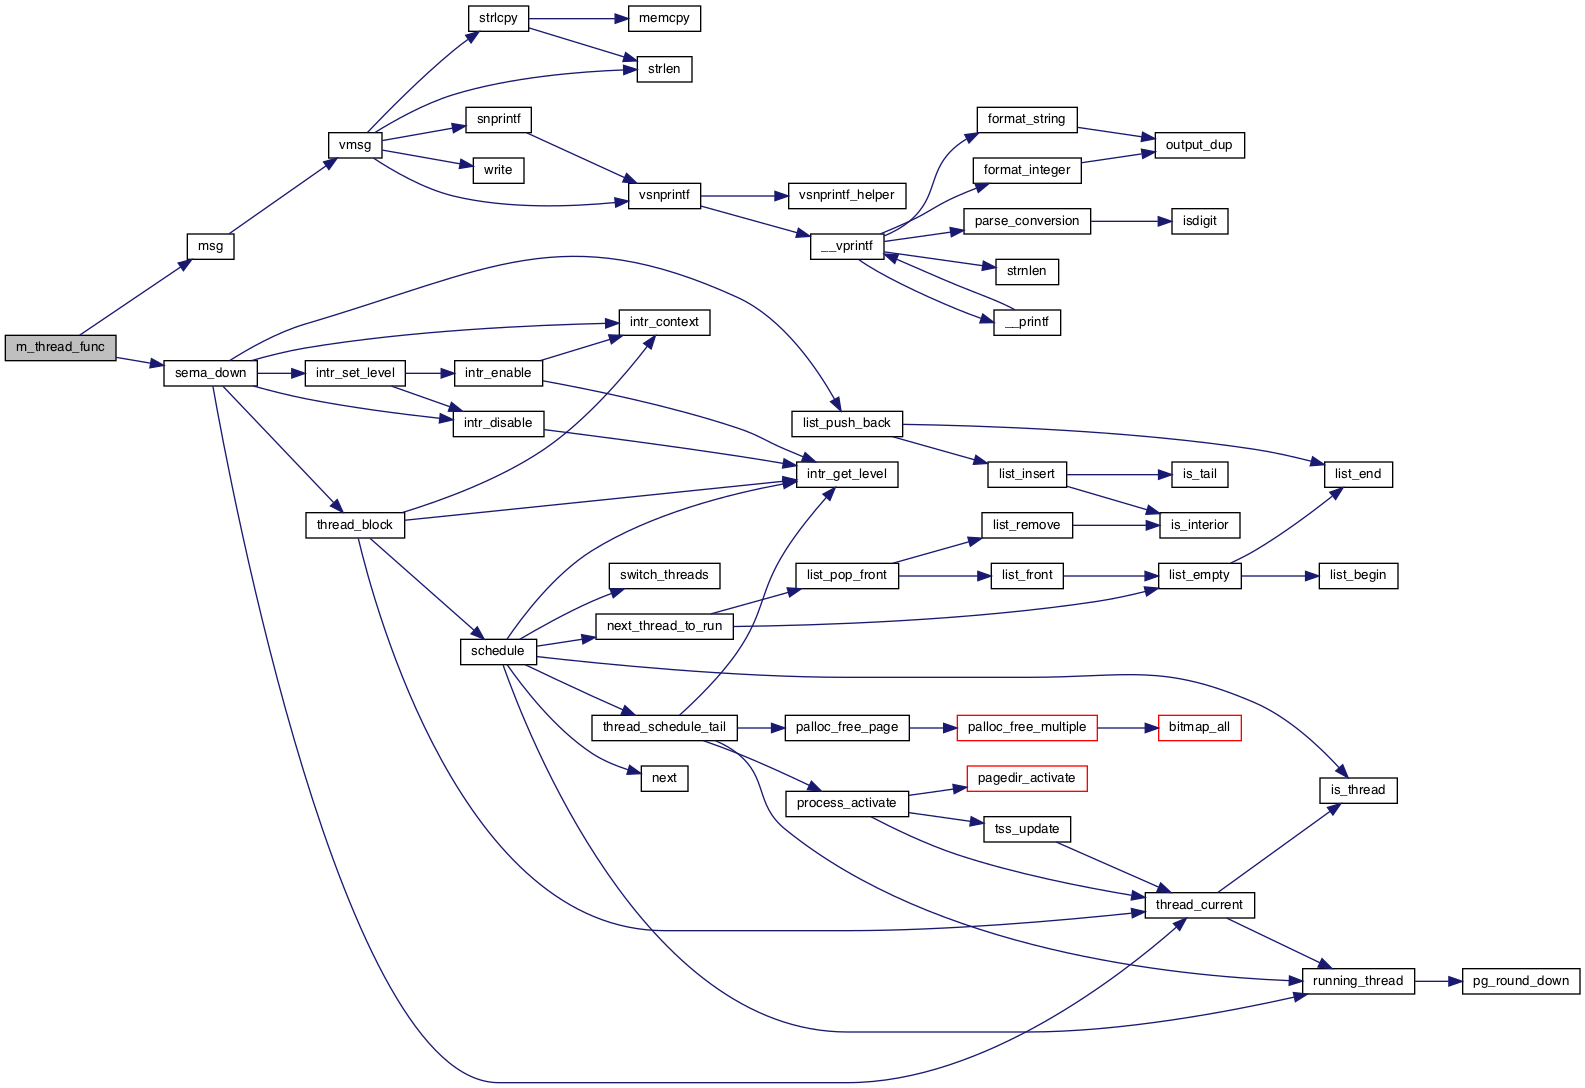 strlcpy
memcpy
strlen
snprintf
format_string
vmsg
output_dup
write
format_integer
vsnprintf
vsnprintf_helper
parse_conversion
isdigit
msg
__vprintf
strnlen
intr_context
__printf
m_thread_func
sema_down
intr_set_level
intr_enable
list_push_back
intr_disable
intr_get_level
list_insert
is_tail
list_end
thread_block
list_remove
is_interior
switch_threads
list_pop_front
list_front
list_empty
list_begin
next_thread_to_run
schedule
thread_schedule_tail
palloc_free_page
palloc_free_multiple
bitmap_all
next
pagedir_activate
is_thread
process_activate
tss_update
thread_current
running_thread
pg_round_down